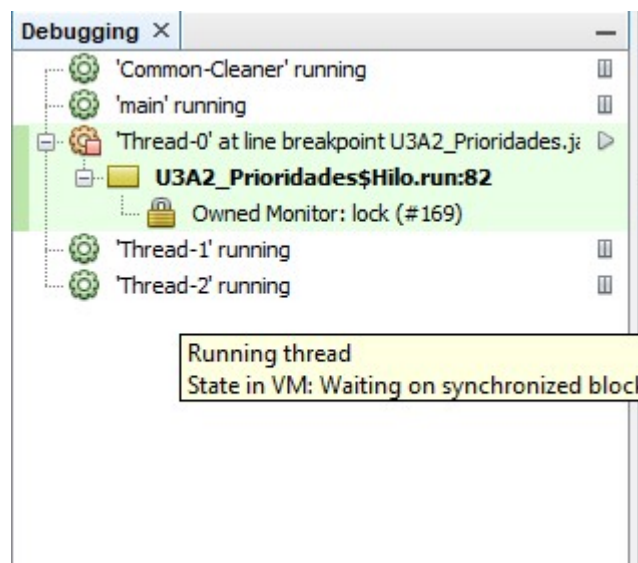 Debugging
'Common-Cleaner' running
'main' running
'Thread-0' at line breakpoint U3A2_Prioridades.ja
U3A2_Prioridades$Hilo.run:82
Owned Monitor: lock (#169)
'Thread-1' running
'Thread-2' running
Running thread
State in VM: Waiting on synchronized block